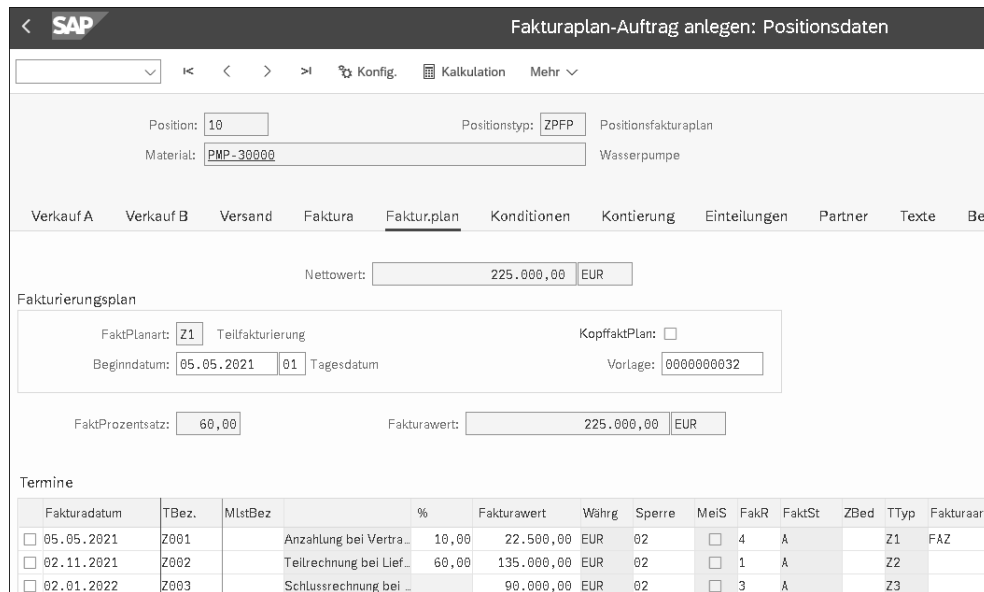 SAP Fakturaplan-Auftrag anlegen: Positionsdaten
Konfig. Kalkulation Mehr
Position: 10 Positionstyp: ZPFP Positionsfakturaplan
Material: PMP-30000 Wasserpumpe
Verkauf A Verkauf B Versand Faktura Faktur.plan Konditionen Kontierung Einteilungen Partner Texte Be
Nettowert: 225.000,00 EUR
Fakturierungsplan
FaktPlanart: Z1 Teilfakturierung KopffaktPlan:
Beginndatum: 05.05.2021 01 Tagesdatum Vorlage: 0000000032
FaktProzentsatz: 60,00 Fakturawert: 225.000,00 EUR
Termine
Fakturadatum TBez. MlstBez % Fakturawert Währg Sperre MeiS FakR FaktSt ZBed TTyp Fakturaar
05.05.2021 Z001 Anzahlung bei Vertra… 10,00 22.500,00 EUR 02 4 A Z1 FAZ
02.11.2021 Z002 Teilrechnung bei Lief… 60,00 135.000,00 EUR 02 1 A Z2
02.01.2022 Z003 Schlussrechnung bei … 90.000,00 EUR 02 3 A Z3